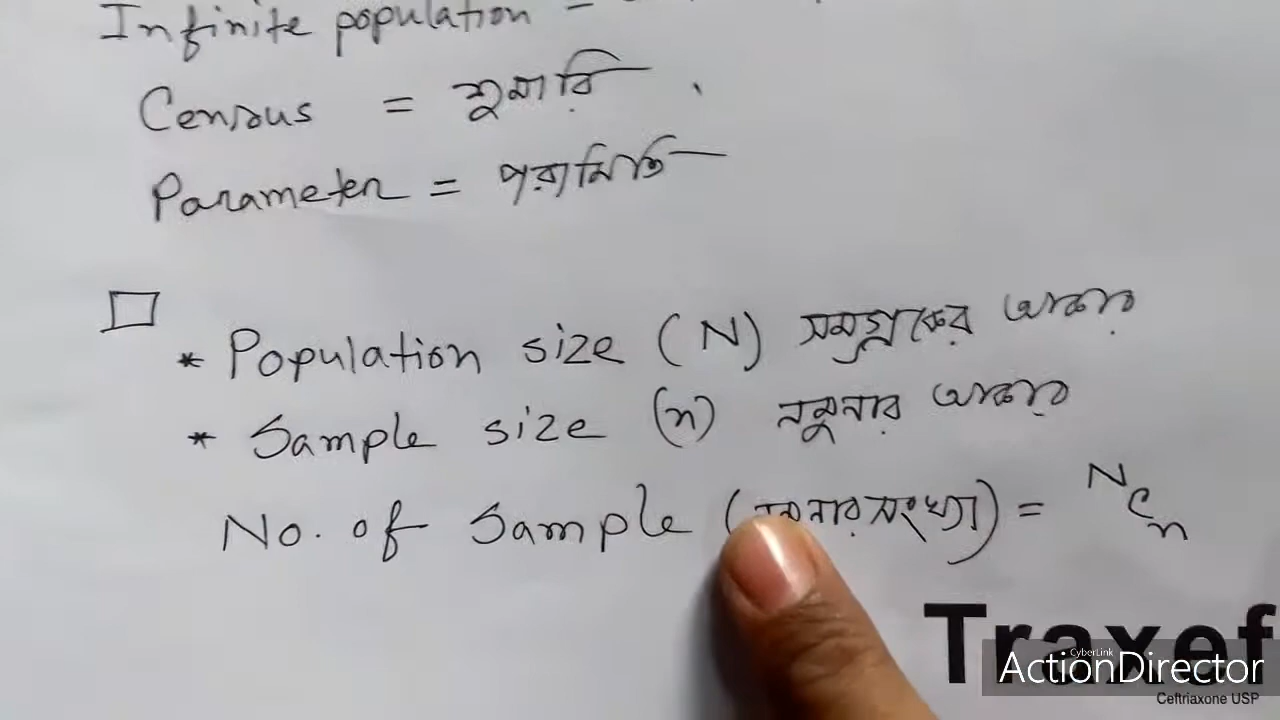 Infinite population =
Census = শুমারি
Parameter = পরামিতি
* Population size (N) সমগ্রকের আকার
* Sample size (n) নমুনার আকার
No. of Sample (নমুনার সংখ্যা) = NCn
Traxef
CyberLink
ActionDirector
Ceftriaxone USP